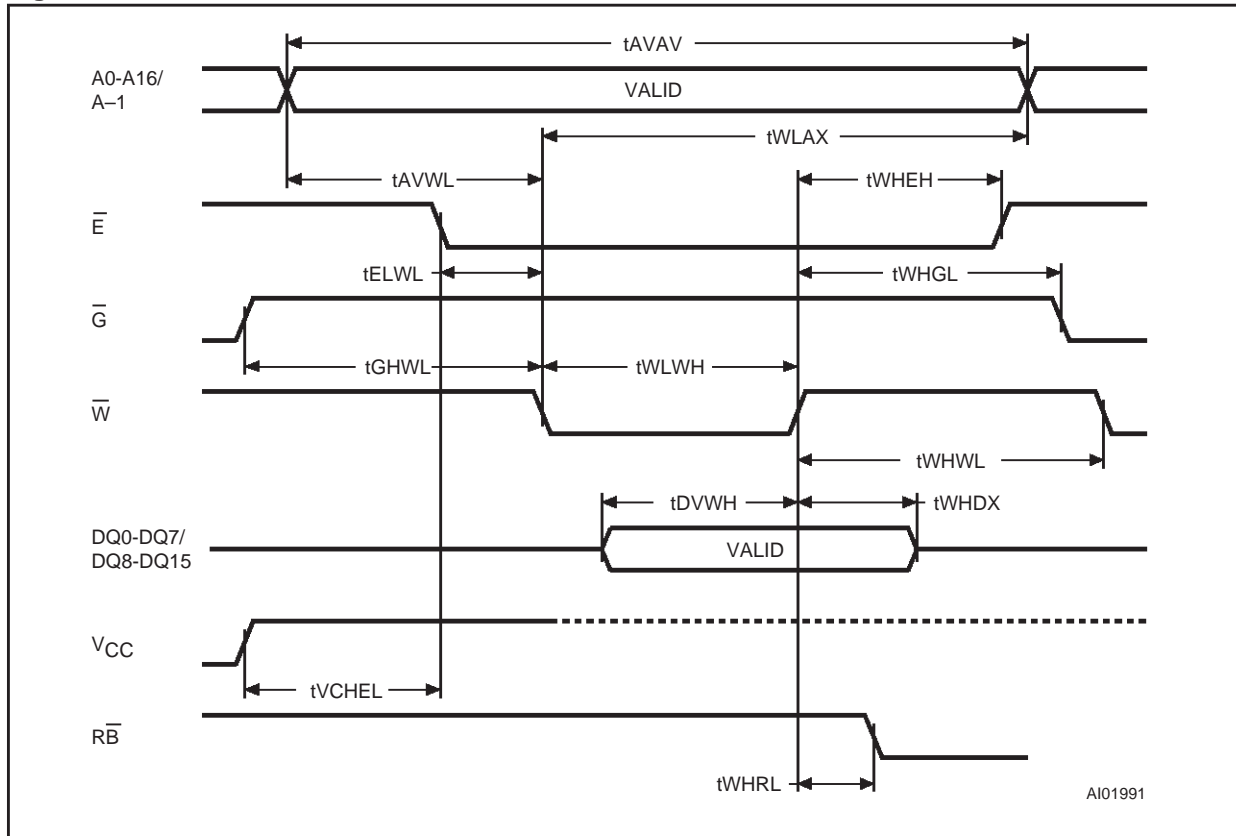 tAVAV
A0-A16/
A–1
VALID
tWLAX
tAVWL
tWHEH
E̅
tELWL
tWHGL
G̅
tGHWL
tWLWH
W̅
tWHWL
tDVWH
tWHDX
DQ0-DQ7/
DQ8-DQ15
VALID
VCC
tVCHEL
RB̅
tWHRL
AI01991